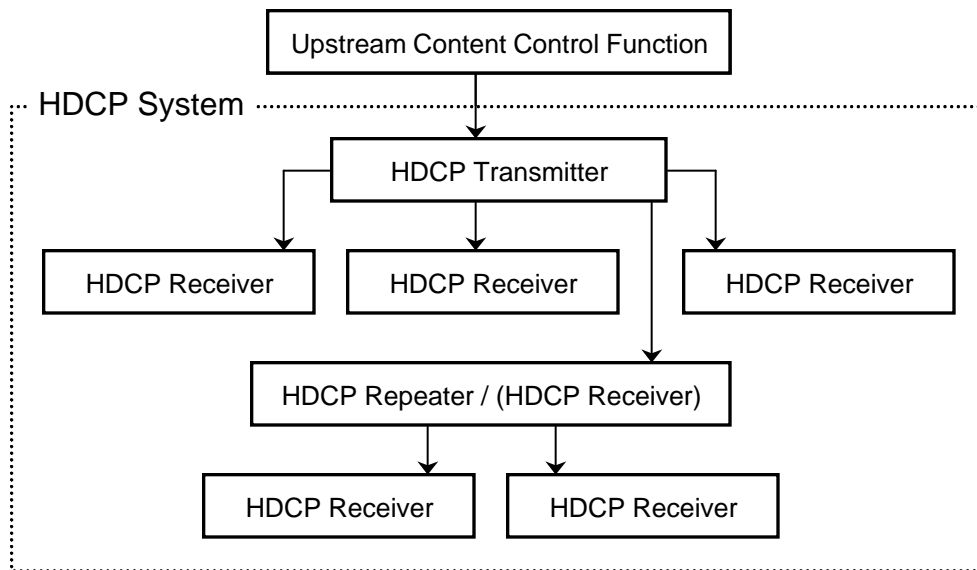 Upstream Content Control Function
HDCP System
HDCP Transmitter
HDCP Receiver
HDCP Receiver
HDCP Receiver
HDCP Repeater / (HDCP Receiver)
HDCP Receiver
HDCP Receiver